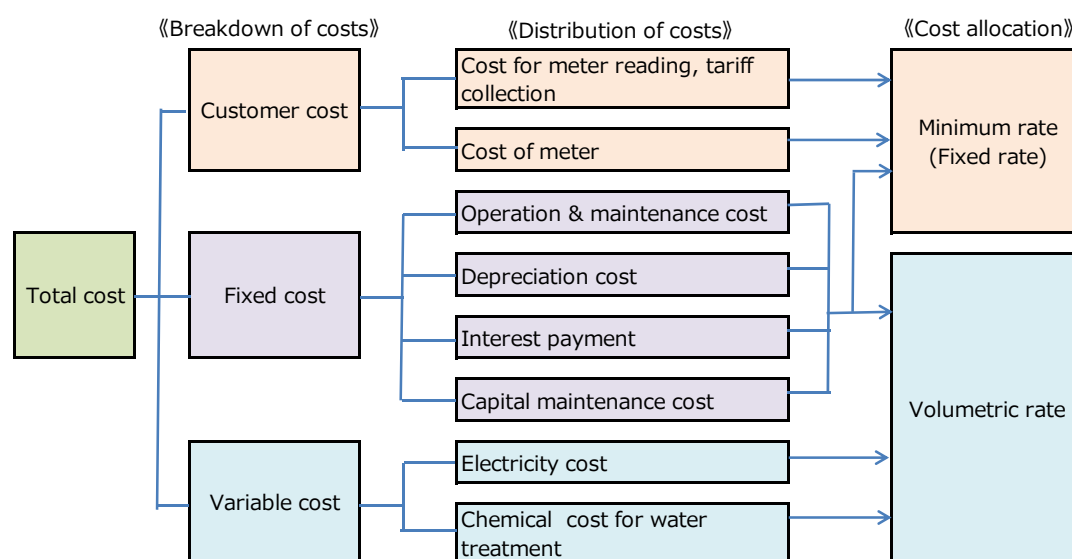 《Breakdown of costs》
《Distribution of costs》
《Cost allocation》
Customer cost
Cost for meter reading, tariff
collection
Cost of meter
Minimum rate
(Fixed rate)
Total cost
Fixed cost
Operation & maintenance cost
Depreciation cost
Interest payment
Capital maintenance cost
Volumetric rate
Variable cost
Electricity cost
Chemical cost for water
treatment